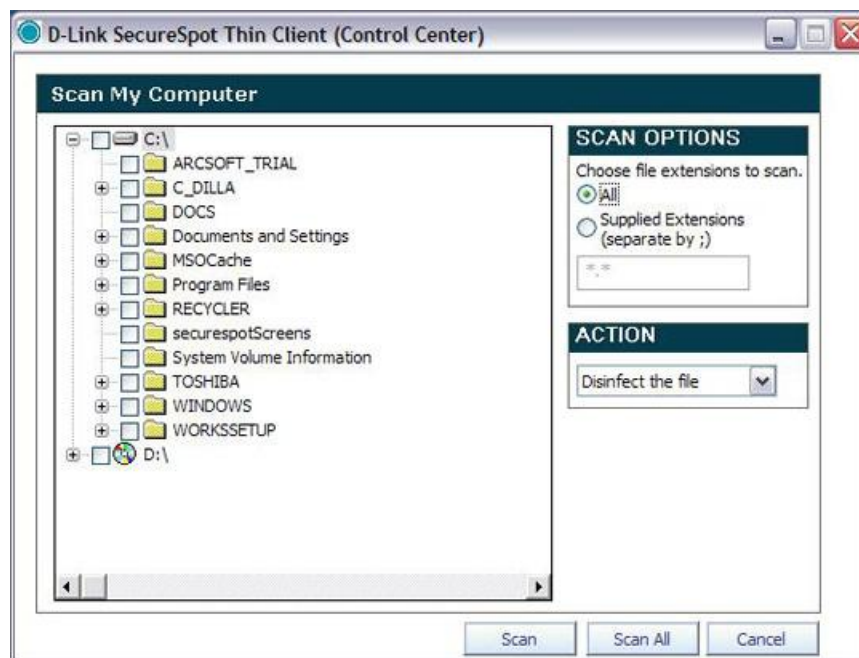 D-Link SecureSpot Thin Client (Control Center)
Scan My Computer
C:\
ARCSOFT_TRIAL
C_DILLA
DOCS
Documents and Settings
MSOCache
Program Files
RECYCLER
securespotScreens
System Volume Information
TOSHIBA
WINDOWS
WORKSSETUP
D:\
SCAN OPTIONS
Choose file extensions to scan.
All
Supplied Extensions
(separate by ;)
*.*
ACTION
Disinfect the file
Scan
Scan All
Cancel